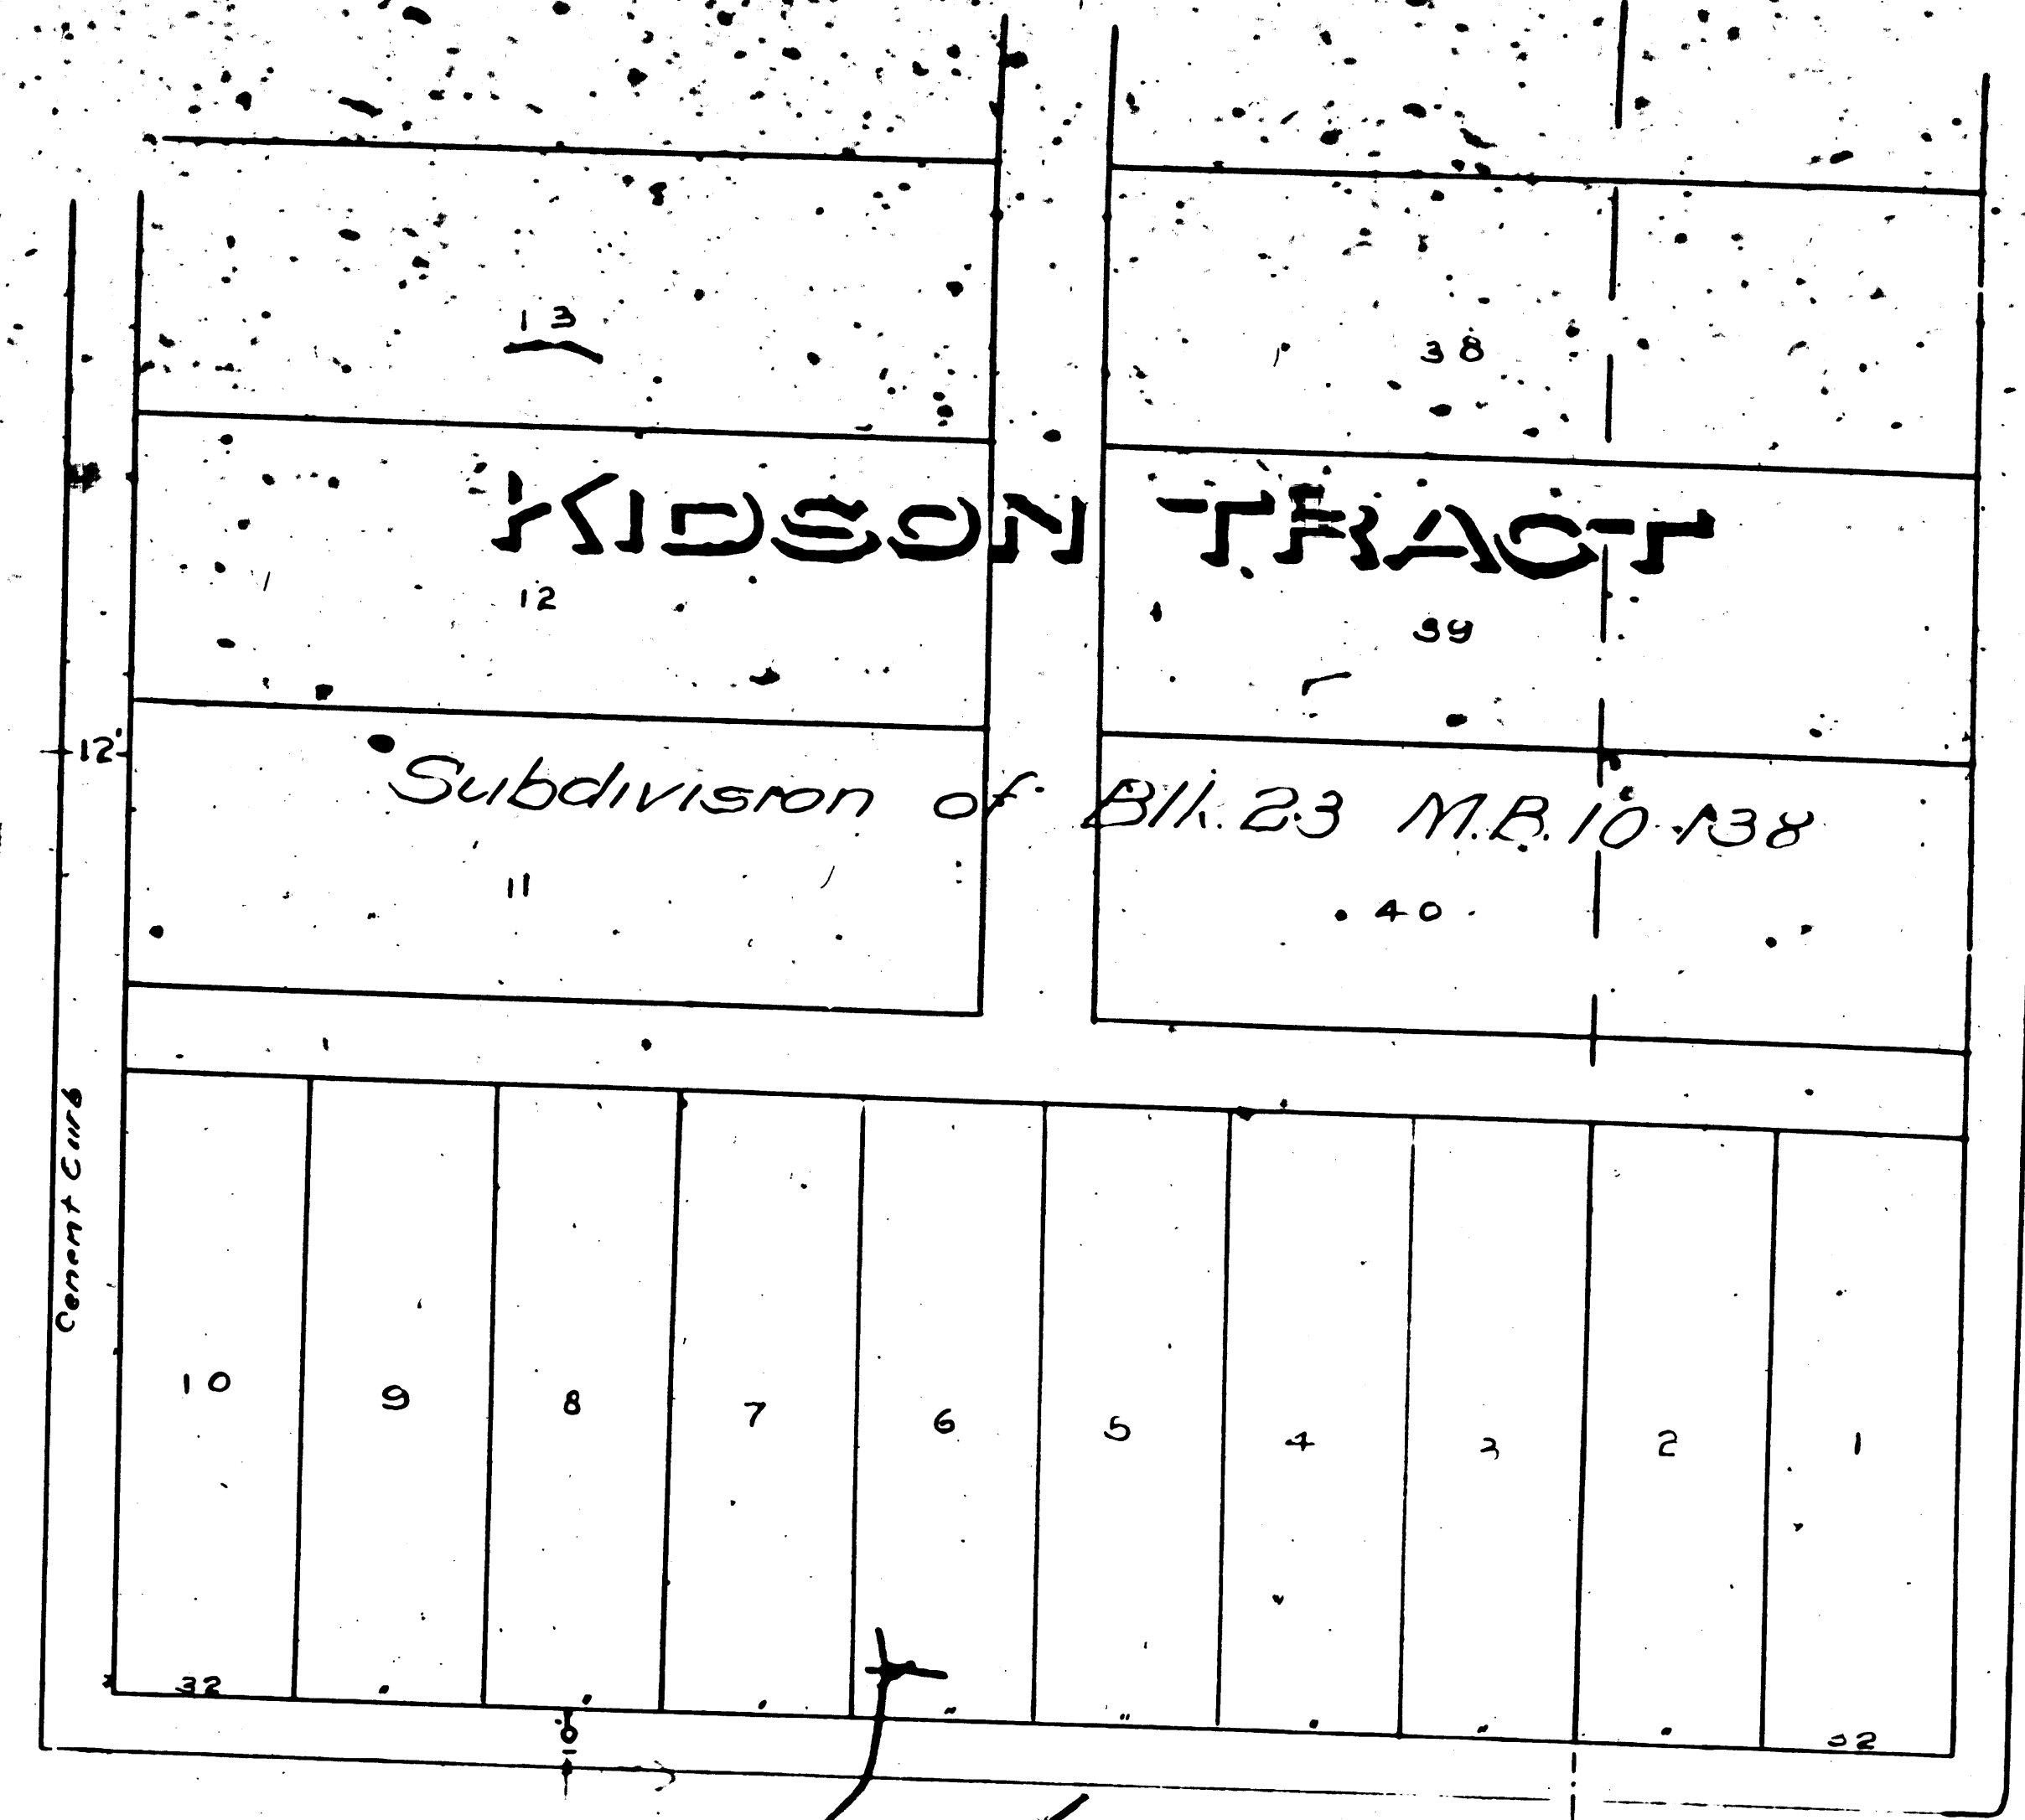 13
38
KIDSON TRACT
12
39
12'
Subdivision of Blk. 23 M.B. 10-138
11
40
Cement Curb
10 9 8 7 6 5 4 3 2 1
32 " " " " " " " " 32
10'